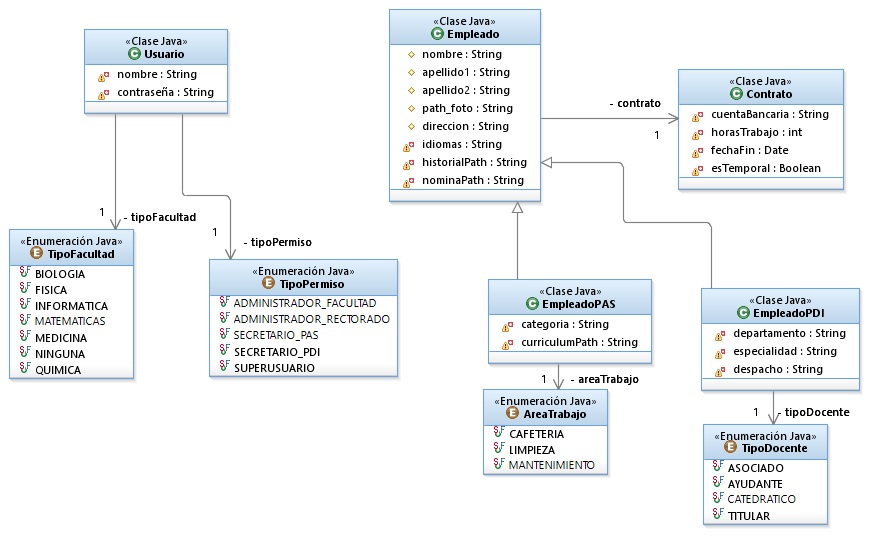 «Clase Java»
Usuario
nombre : String
contraseña : String
«Clase Java»
Empleado
nombre : String
apellido1 : String
apellido2 : String
path_foto : String
direccion : String
idiomas : String
historialPath : String
nominaPath : String
- contrato
1
«Clase Java»
Contrato
cuentaBancaria : String
horasTrabajo : int
fechaFin : Date
esTemporal : Boolean
1
- tipoFacultad
1
- tipoPermiso
«Enumeración Java»
TipoFacultad
BIOLOGIA
FISICA
INFORMATICA
MATEMATICAS
MEDICINA
NINGUNA
QUIMICA
«Enumeración Java»
TipoPermiso
ADMINISTRADOR_FACULTAD
ADMINISTRADOR_RECTORADO
SECRETARIO_PAS
SECRETARIO_PDI
SUPERUSUARIO
«Clase Java»
EmpleadoPAS
categoria : String
curriculumPath : String
«Clase Java»
EmpleadoPDI
departamento : String
especialidad : String
despacho : String
1
- areaTrabajo
«Enumeración Java»
AreaTrabajo
CAFETERIA
LIMPIEZA
MANTENIMIENTO
1
- tipoDocente
«Enumeración Java»
TipoDocente
ASOCIADO
AYUDANTE
CATEDRATICO
TITULAR